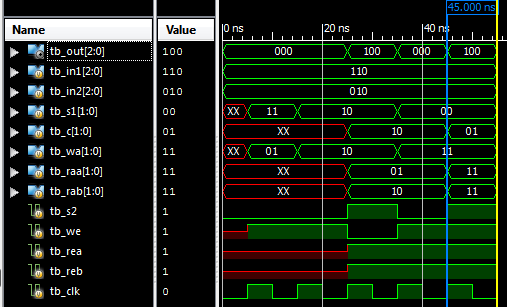 45.000 ns
Name Value 0 ns 20 ns 40 ns
tb_out[2:0] 100 000 100 000 100
tb_in1[2:0] 110 110
tb_in2[2:0] 010 010
tb_s1[1:0] 00 XX 11 10 00
tb_c[1:0] 01 XX 10 01
tb_wa[1:0] 11 XX 01 10 11
tb_raa[1:0] 11 XX 01 11
tb_rab[1:0] 11 XX 10 11
tb_s2 1
tb_we 1
tb_rea 1
tb_reb 1
tb_clk 0